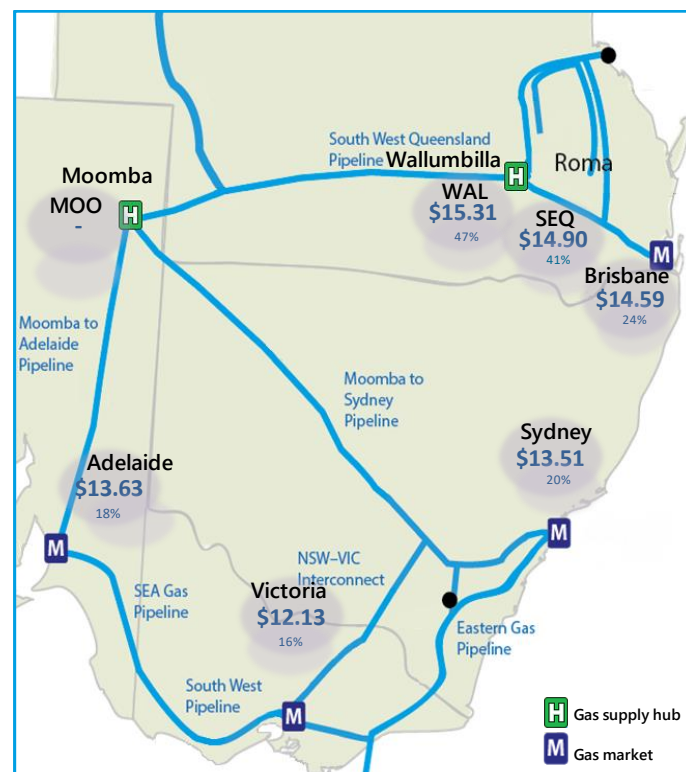 South West Queensland
Pipeline
Wallumbilla
Roma
Moomba
MOO
-
WAL
$15.31
47%
SEQ
$14.90
41%
H
H
M
Brisbane
$14.59
24%
Moomba to
Adelaide
Pipeline
Moomba to
Sydney
Pipeline
Sydney
$13.51
20%
Adelaide
$13.63
18%
M
M
NSW–VIC
Interconnect
SEA Gas
Pipeline
Victoria
$12.13
16%
Eastern Gas
Pipeline
South West
Pipeline
M
H Gas supply hub
M Gas market